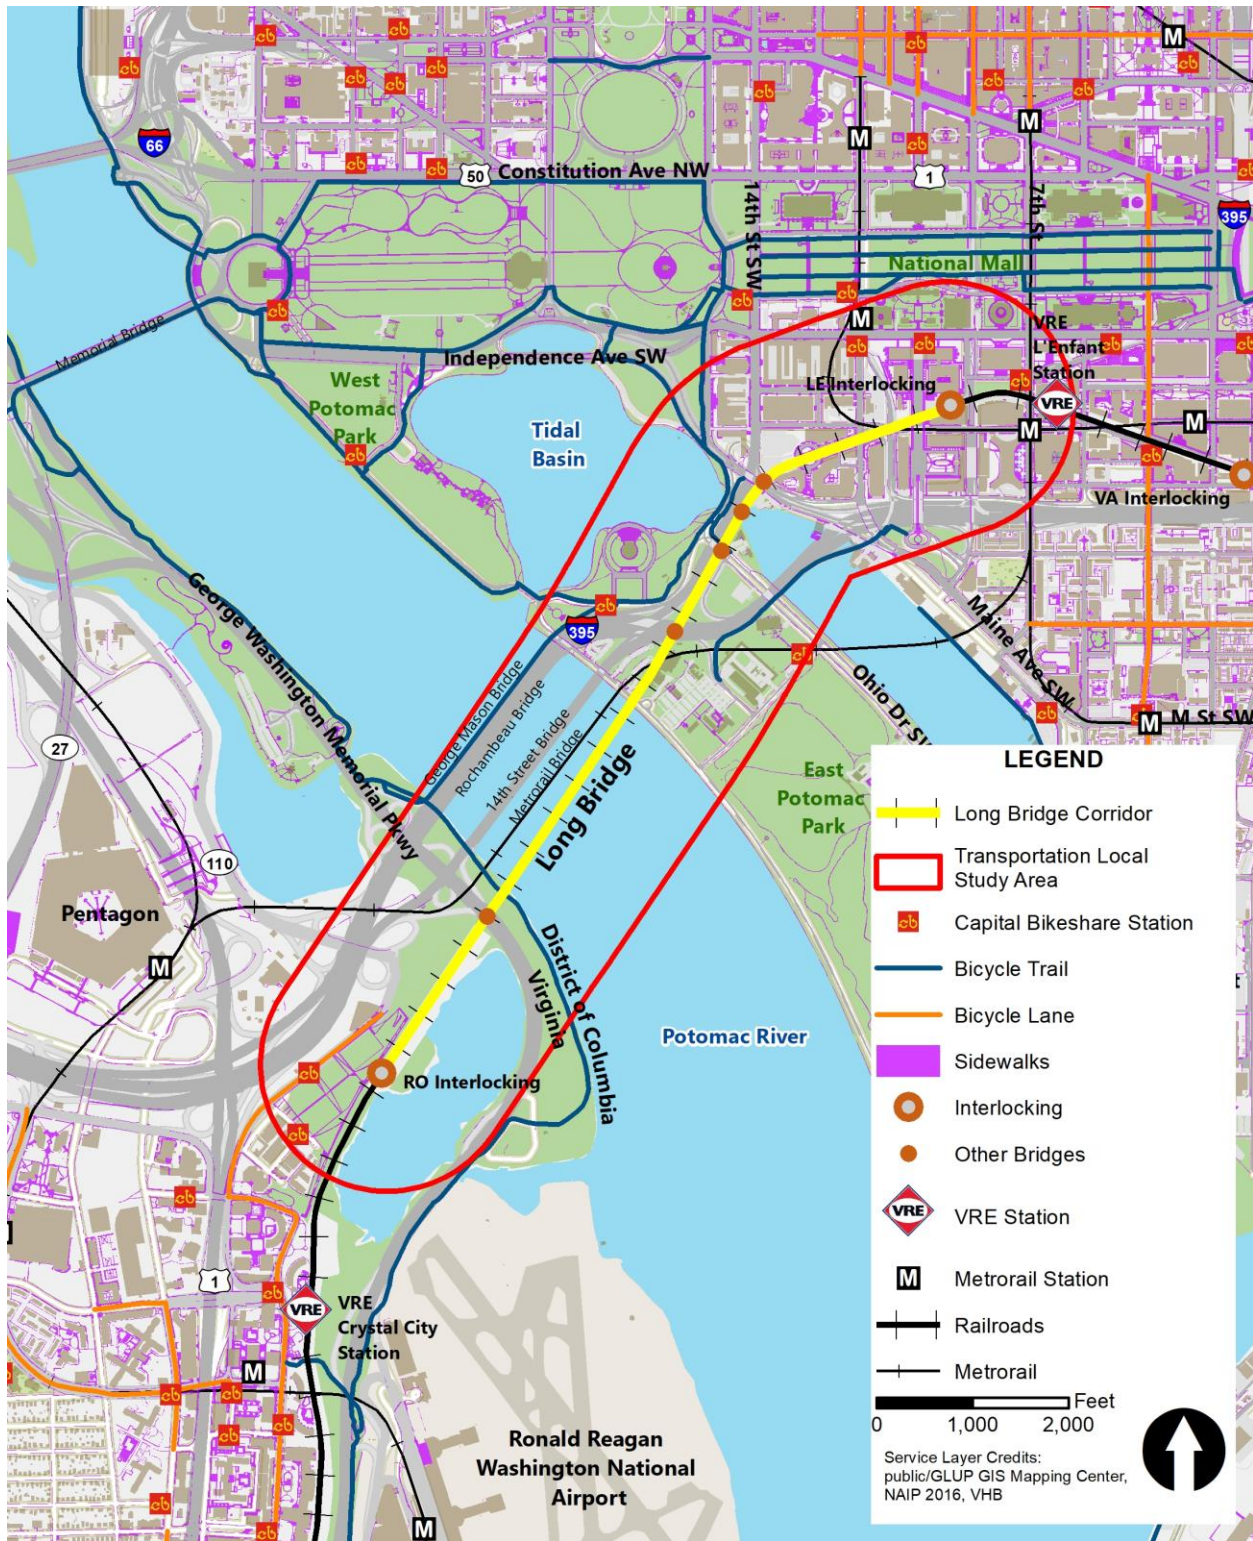 66
50
Constitution Ave NW
1
14th St SW
7th St
395
National Mall
Memorial Bridge
Independence Ave SW
West
Potomac
Park
Tidal
Basin
VRE
L'Enfant
Station
LE Interlocking
VRE
VA Interlocking
George Washington Memorial Pkwy
395
Maine Ave SW
M St SW
27
George Mason Bridge
Rochambeau Bridge
14th Street Bridge
Metrorail Bridge
Long Bridge
Ohio Dr SW
East
Potomac
Park
110
Pentagon
District of Columbia
Virginia
Potomac River
RO Interlocking
1
VRE
VRE
Crystal City
Station
Ronald Reagan
Washington National
Airport
LEGEND
Long Bridge Corridor
Transportation Local
Study Area
cb Capital Bikeshare Station
Bicycle Trail
Bicycle Lane
Sidewalks
Interlocking
Other Bridges
VRE VRE Station
M Metrorail Station
Railroads
Metrorail
Feet
0 1,000 2,000
Service Layer Credits:
public/GLUP GIS Mapping Center,
NAIP 2016, VHB